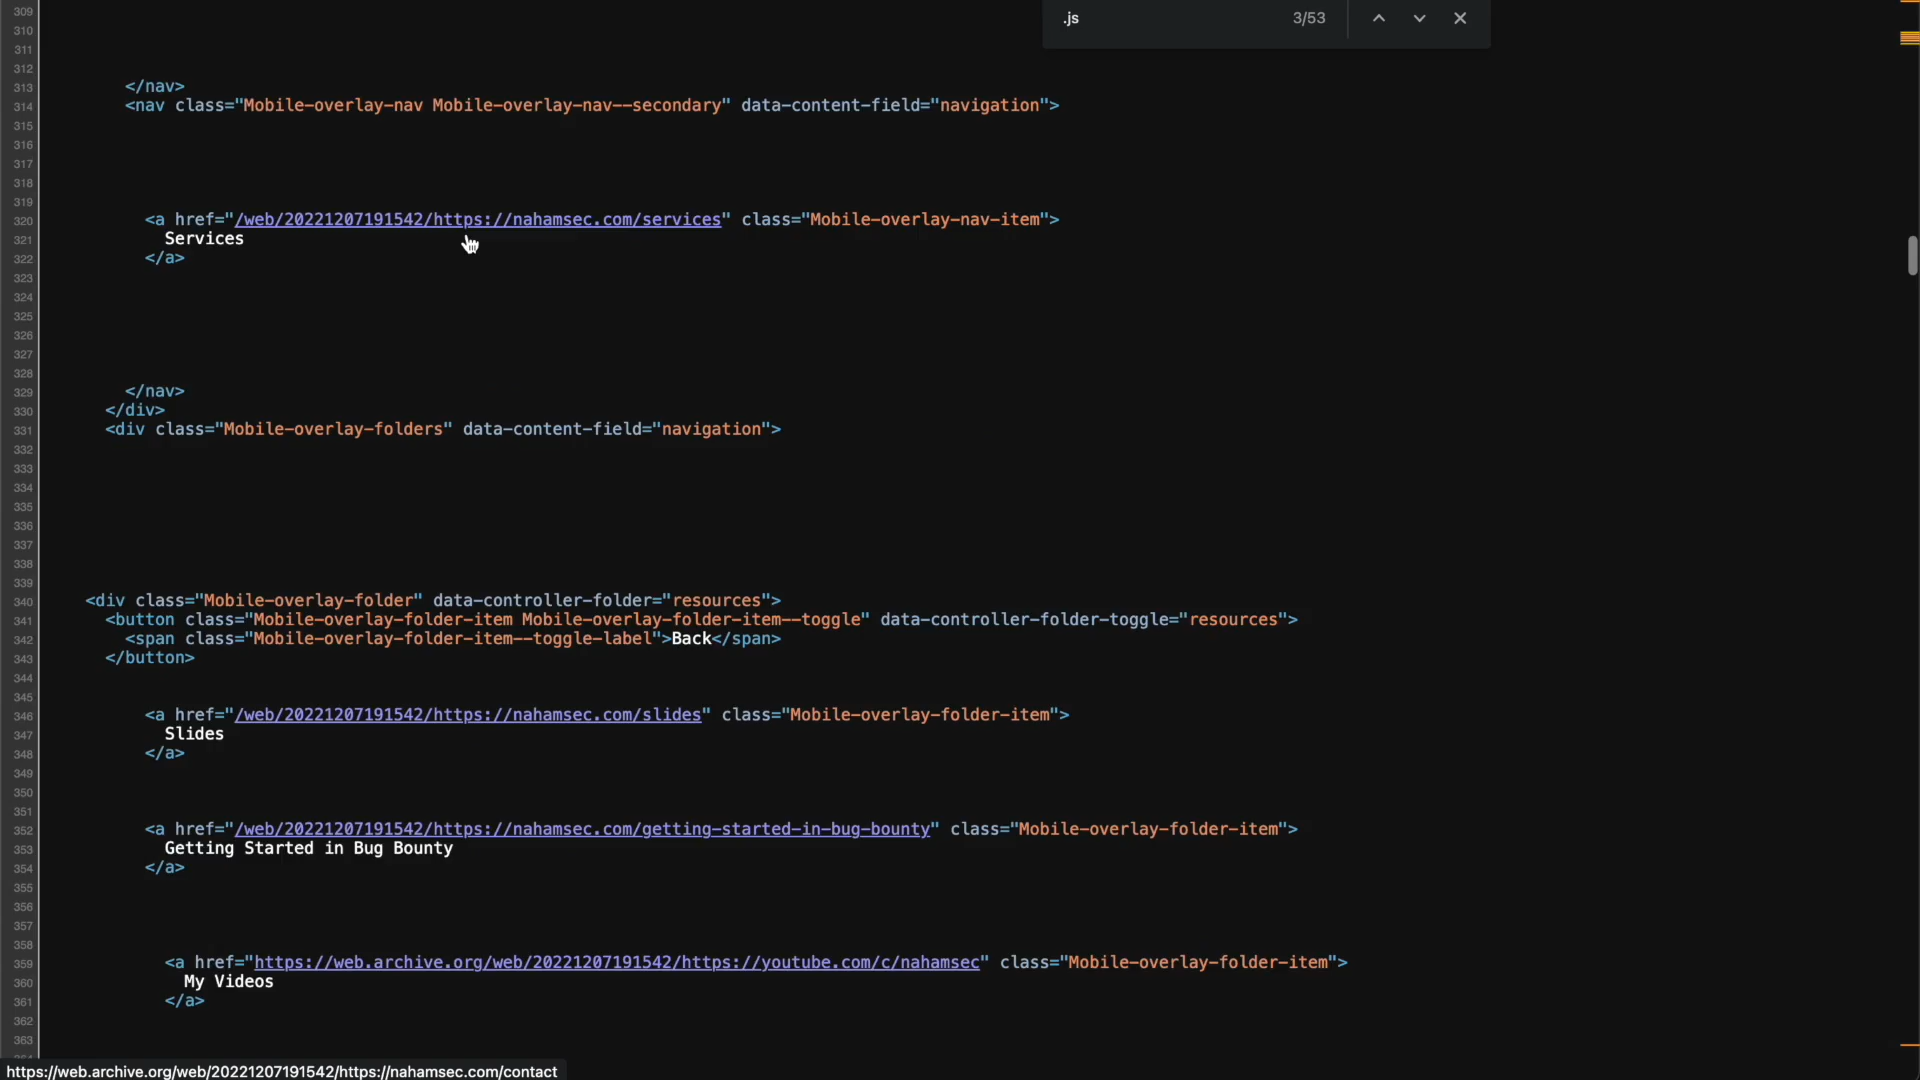 .js 3/53
309
310
311
312
313 </nav>
314 <nav class="Mobile-overlay-nav Mobile-overlay-nav--secondary" data-content-field="navigation">
315
316
317
318
319
320 <a href="/web/20221207191542/https://nahamsec.com/services" class="Mobile-overlay-nav-item">
321 Services
322 </a>
323
324
325
326
327
328
329 </nav>
330 </div>
331 <div class="Mobile-overlay-folders" data-content-field="navigation">
332
333
334
335
336
337
338
339
340 <div class="Mobile-overlay-folder" data-controller-folder="resources">
341 <button class="Mobile-overlay-folder-item Mobile-overlay-folder-item--toggle" data-controller-folder-toggle="resources">
342 <span class="Mobile-overlay-folder-item--toggle-label">Back</span>
343 </button>
344
345
346 <a href="/web/20221207191542/https://nahamsec.com/slides" class="Mobile-overlay-folder-item">
347 Slides
348 </a>
349
350
351
352 <a href="/web/20221207191542/https://nahamsec.com/getting-started-in-bug-bounty" class="Mobile-overlay-folder-item">
353 Getting Started in Bug Bounty
354 </a>
355
356
357
358
359 <a href="https://web.archive.org/web/20221207191542/https://youtube.com/c/nahamsec" class="Mobile-overlay-folder-item">
360 My Videos
361 </a>
362
363
https://web.archive.org/web/20221207191542/https://nahamsec.com/contact